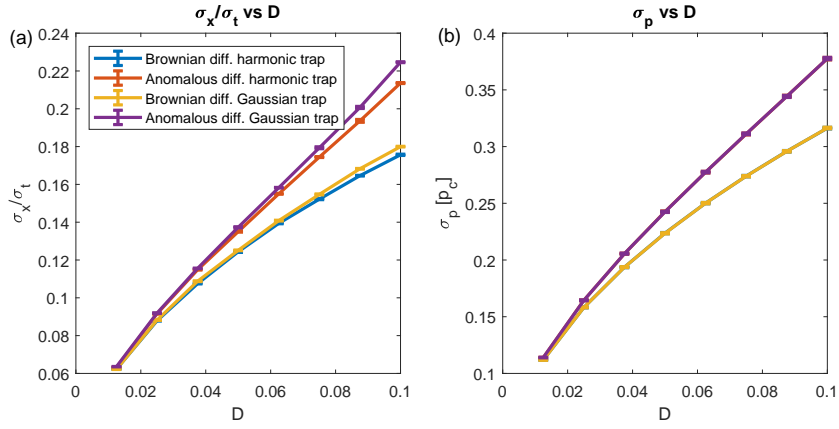 σx/σt vs D
(a)
Brownian diff. harmonic trap
Anomalous diff. harmonic trap
Brownian diff. Gaussian trap
Anomalous diff. Gaussian trap
0.24
0.22
0.2
0.18
0.16
0.14
0.12
0.1
0.08
0.06
σx/σt
0
0.02
0.04
0.06
0.08
0.1
D
σp vs D
(b)
0.4
0.35
0.3
0.25
0.2
0.15
0.1
σp [pc]
0
0.02
0.04
0.06
0.08
0.1
D